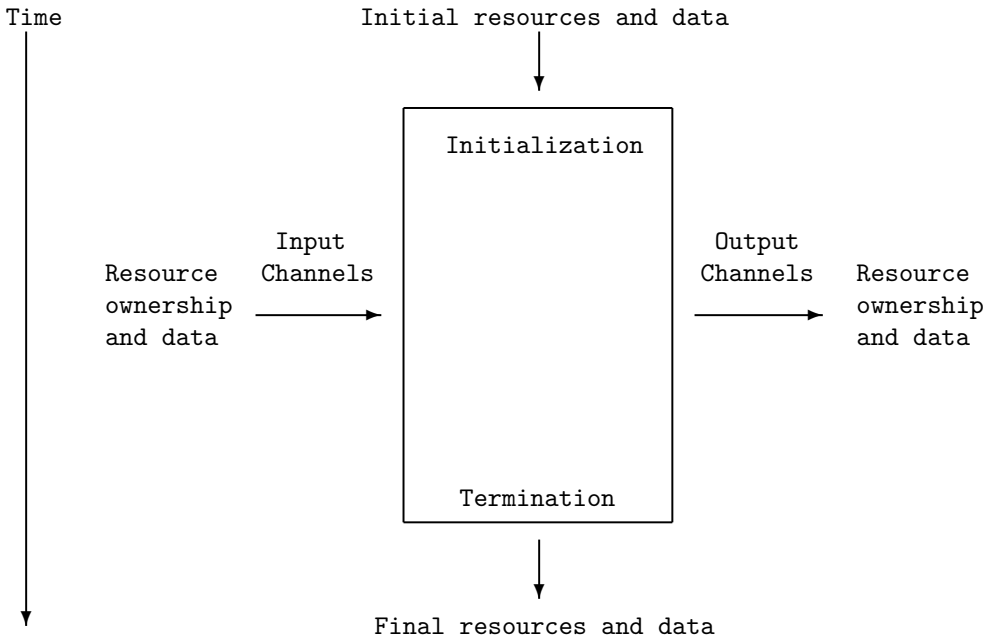 Time
Initial resources and data
Initialization
Input
Channels
Output
Channels
Resource
ownership
and data
Resource
ownership
and data
Termination
Final resources and data